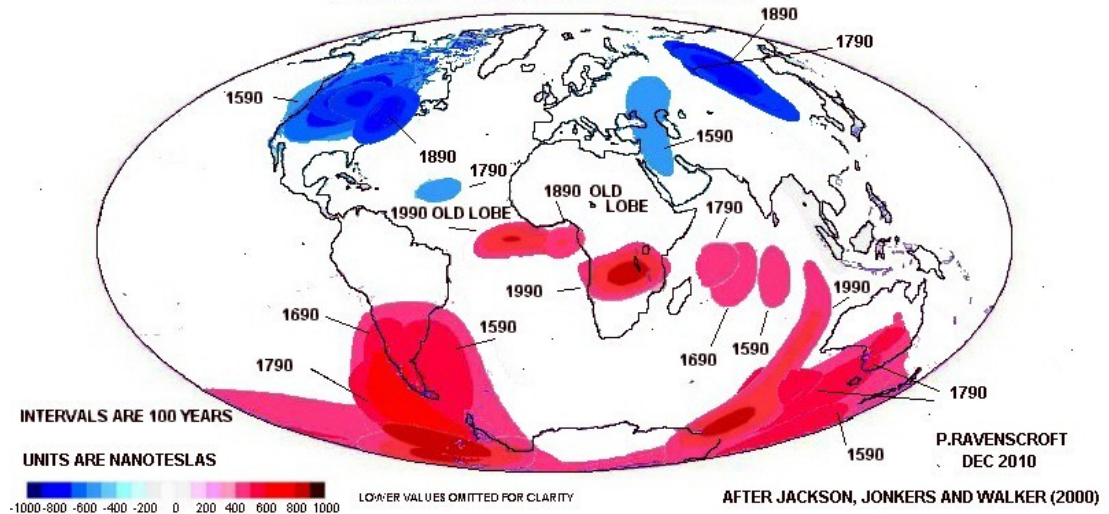 1890
1790
1590
1590
1890
1790
1890 OLD
LOBE
1990 OLD LOBE
1790
1990
1990
1690
1590
1690
1590
1790
1790
1590
INTERVALS ARE 100 YEARS
UNITS ARE NANOTESLAS
P.RAVENSCROFT
DEC 2010
-1000 -800 -600 -400 -200 0 200 400 600 800 1000
LOWER VALUES OMITTED FOR CLARITY
AFTER JACKSON, JONKERS AND WALKER (2000)